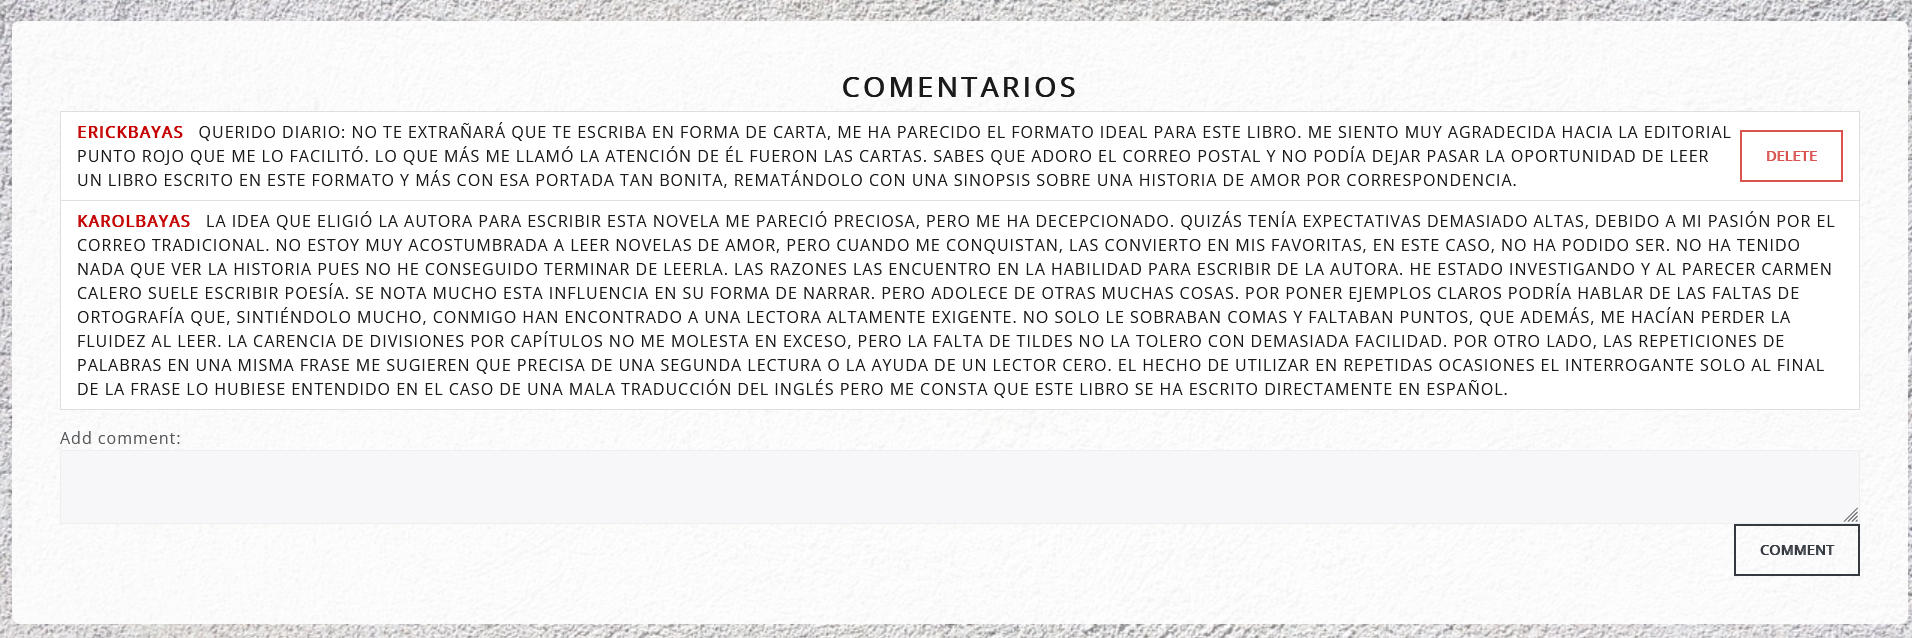 COMENTARIOS
ERICKBAYAS QUERIDO DIARIO: NO TE EXTRAÑARÁ QUE TE ESCRIBA EN FORMA DE CARTA, ME HA PARECIDO EL FORMATO IDEAL PARA ESTE LIBRO. ME SIENTO MUY AGRADECIDA HACIA LA EDITORIAL
PUNTO ROJO QUE ME LO FACILITÓ. LO QUE MÁS ME LLAMÓ LA ATENCIÓN DE ÉL FUERON LAS CARTAS. SABES QUE ADORO EL CORREO POSTAL Y NO PODÍA DEJAR PASAR LA OPORTUNIDAD DE LEER
UN LIBRO ESCRITO EN ESTE FORMATO Y MÁS CON ESA PORTADA TAN BONITA, REMATÁNDOLO CON UNA SINOPSIS SOBRE UNA HISTORIA DE AMOR POR CORRESPONDENCIA.
DELETE
KAROLBAYAS LA IDEA QUE ELIGIÓ LA AUTORA PARA ESCRIBIR ESTA NOVELA ME PARECIÓ PRECIOSA, PERO ME HA DECEPCIONADO. QUIZÁS TENÍA EXPECTATIVAS DEMASIADO ALTAS, DEBIDO A MI PASIÓN POR EL
CORREO TRADICIONAL. NO ESTOY MUY ACOSTUMBRADA A LEER NOVELAS DE AMOR, PERO CUANDO ME CONQUISTAN, LAS CONVIERTO EN MIS FAVORITAS, EN ESTE CASO, NO HA PODIDO SER. NO HA TENIDO
NADA QUE VER LA HISTORIA PUES NO HE CONSEGUIDO TERMINAR DE LEERLA. LAS RAZONES LAS ENCUENTRO EN LA HABILIDAD PARA ESCRIBIR DE LA AUTORA. HE ESTADO INVESTIGANDO Y AL PARECER CARMEN
CALERO SUELE ESCRIBIR POESÍA. SE NOTA MUCHO ESTA INFLUENCIA EN SU FORMA DE NARRAR. PERO ADOLECE DE OTRAS MUCHAS COSAS. POR PONER EJEMPLOS CLAROS PODRÍA HABLAR DE LAS FALTAS DE
ORTOGRAFÍA QUE, SINTIÉNDOLO MUCHO, CONMIGO HAN ENCONTRADO A UNA LECTORA ALTAMENTE EXIGENTE. NO SOLO LE SOBRABAN COMAS Y FALTABAN PUNTOS, QUE ADEMÁS, ME HACÍAN PERDER LA
FLUIDEZ AL LEER. LA CARENCIA DE DIVISIONES POR CAPÍTULOS NO ME MOLESTA EN EXCESO, PERO LA FALTA DE TILDES NO LA TOLERO CON DEMASIADA FACILIDAD. POR OTRO LADO, LAS REPETICIONES DE
PALABRAS EN UNA MISMA FRASE ME SUGIEREN QUE PRECISA DE UNA SEGUNDA LECTURA O LA AYUDA DE UN LECTOR CERO. EL HECHO DE UTILIZAR EN REPETIDAS OCASIONES EL INTERROGANTE SOLO AL FINAL
DE LA FRASE LO HUBIESE ENTENDIDO EN EL CASO DE UNA MALA TRADUCCIÓN DEL INGLÉS PERO ME CONSTA QUE ESTE LIBRO SE HA ESCRITO DIRECTAMENTE EN ESPAÑOL.
Add comment:
COMMENT